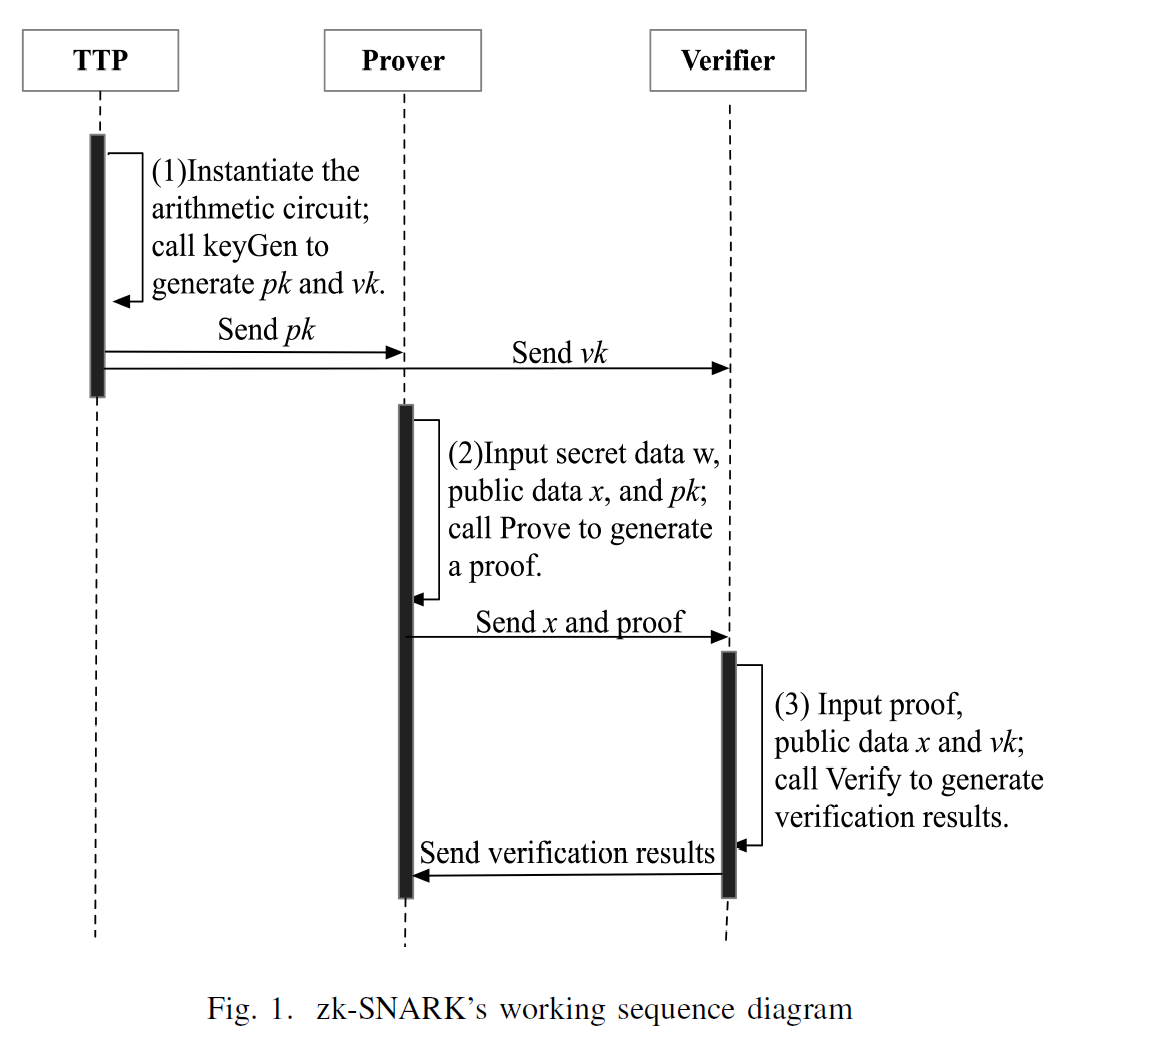 TTP
Prover
Verifier
(1)Instantiate the
arithmetic circuit;
call keyGen to
generate pk and vk.
Send pk
Send vk
(2)Input secret data w,
public data x, and pk;
call Prove to generate
a proof.
Send x and proof
(3) Input proof,
public data x and vk;
call Verify to generate
verification results.
Send verification results
Fig. 1. zk-SNARK's working sequence diagram